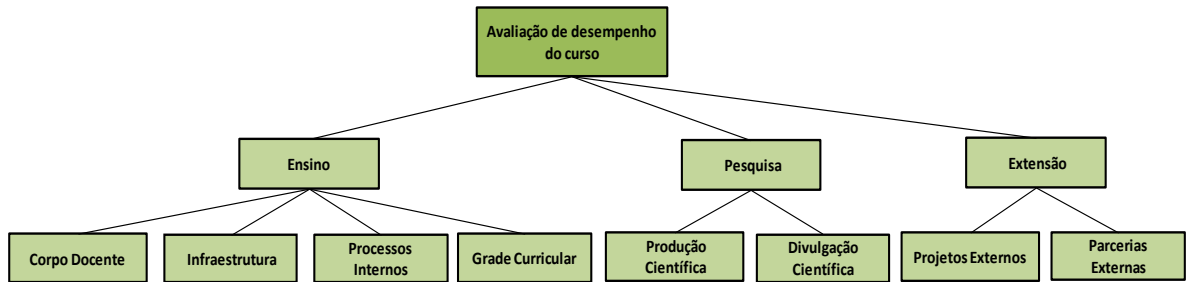 Avaliação de desempenho
do curso
Ensino
Pesquisa
Extensão
Corpo Docente
Infraestrutura
Processos
Internos
Grade Curricular
Produção
Científica
Divulgação
Científica
Projetos Externos
Parcerias
Externas